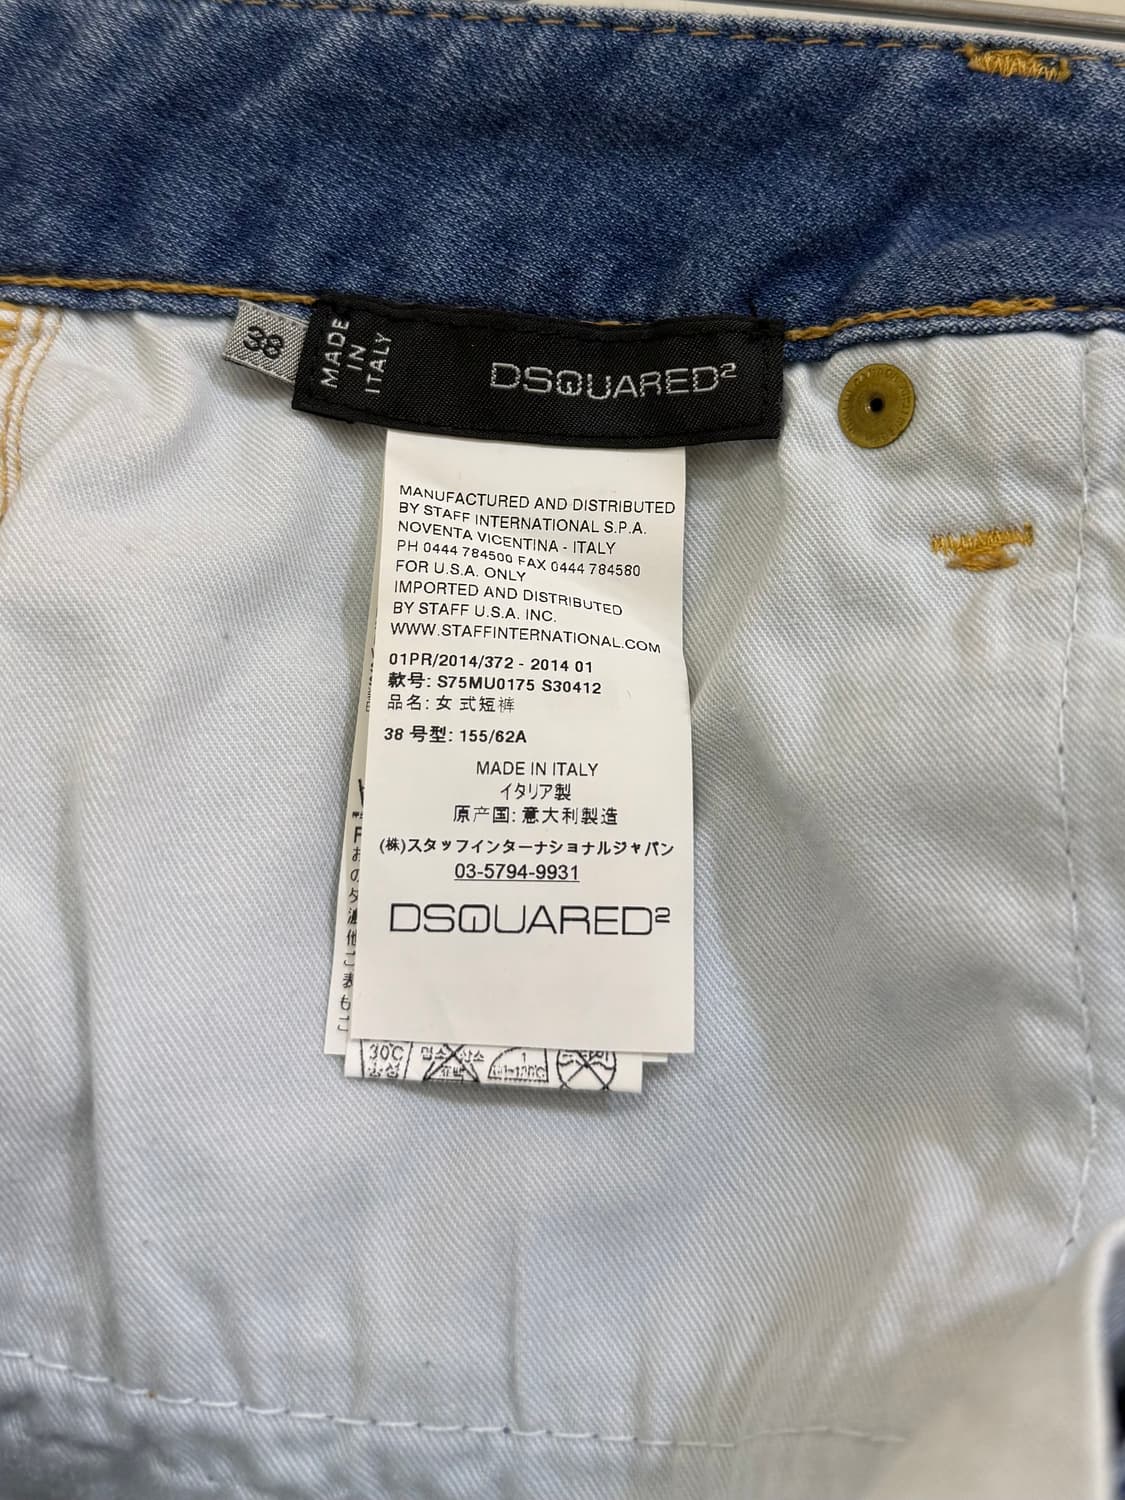 38
MADE
IN
ITALY
DSQUARED2
MANUFACTURED AND DISTRIBUTED
BY STAFF INTERNATIONAL S.P.A.
NOVENTA VICENTINA - ITALY
PH 0444 784500 FAX 0444 784580
FOR U.S.A. ONLY
IMPORTED AND DISTRIBUTED
BY STAFF U.S.A. INC.
WWW.STAFFINTERNATIONAL.COM
01PR/2014/372 - 2014 01
款号: S75MU0175 S30412
品名: 女 式短裤
38 号型: 155/62A
MADE IN ITALY
イタリア製
原产国: 意大利製造
(株)スタッフインターナショナルジャパン
03-5794-9931
DSQUARED2
30℃